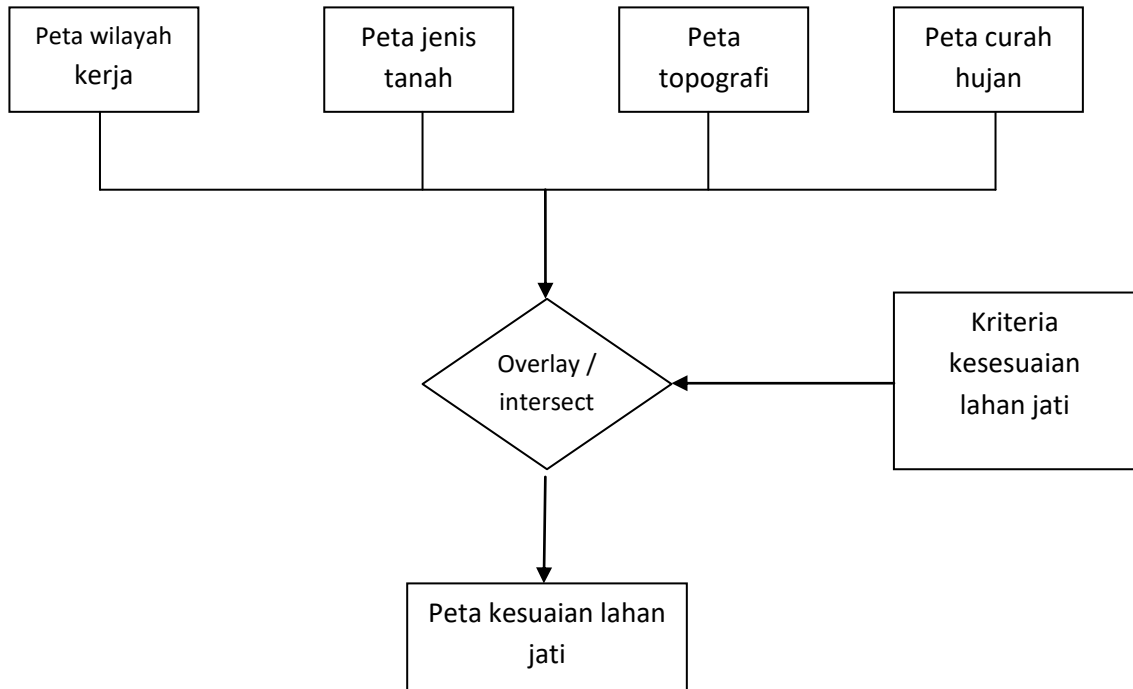 Peta wilayah
kerja
Peta jenis
tanah
Peta
topografi
Peta curah
hujan
Overlay /
intersect
Kriteria
kesesuaian
lahan jati
Peta kesuaian lahan
jati